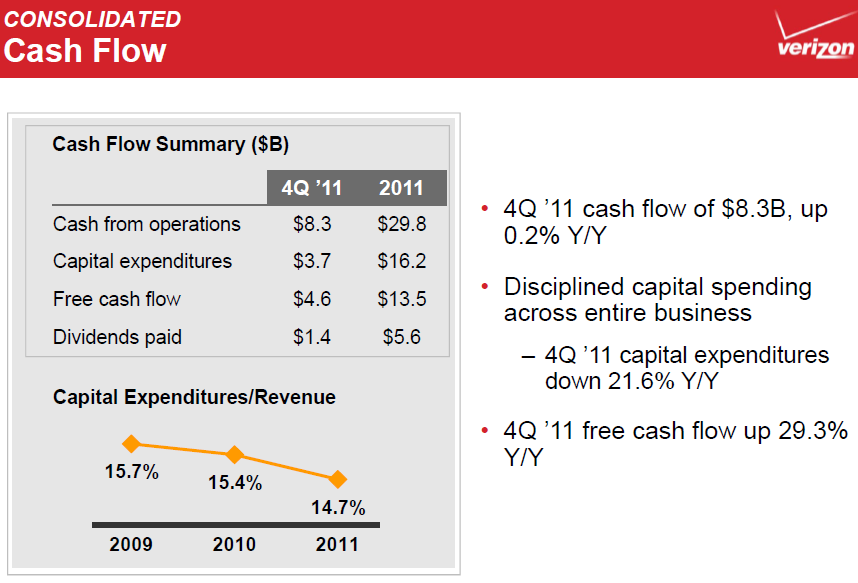 CONSOLIDATED
Cash Flow
verizon
Cash Flow Summary ($B)
4Q ’11 2011
Cash from operations $8.3 $29.8
Capital expenditures $3.7 $16.2
Free cash flow $4.6 $13.5
Dividends paid $1.4 $5.6
Capital Expenditures/Revenue
15.7%
15.4%
14.7%
2009 2010 2011
• 4Q ’11 cash flow of $8.3B, up
0.2% Y/Y
• Disciplined capital spending
across entire business
– 4Q ’11 capital expenditures
down 21.6% Y/Y
• 4Q ’11 free cash flow up 29.3%
Y/Y